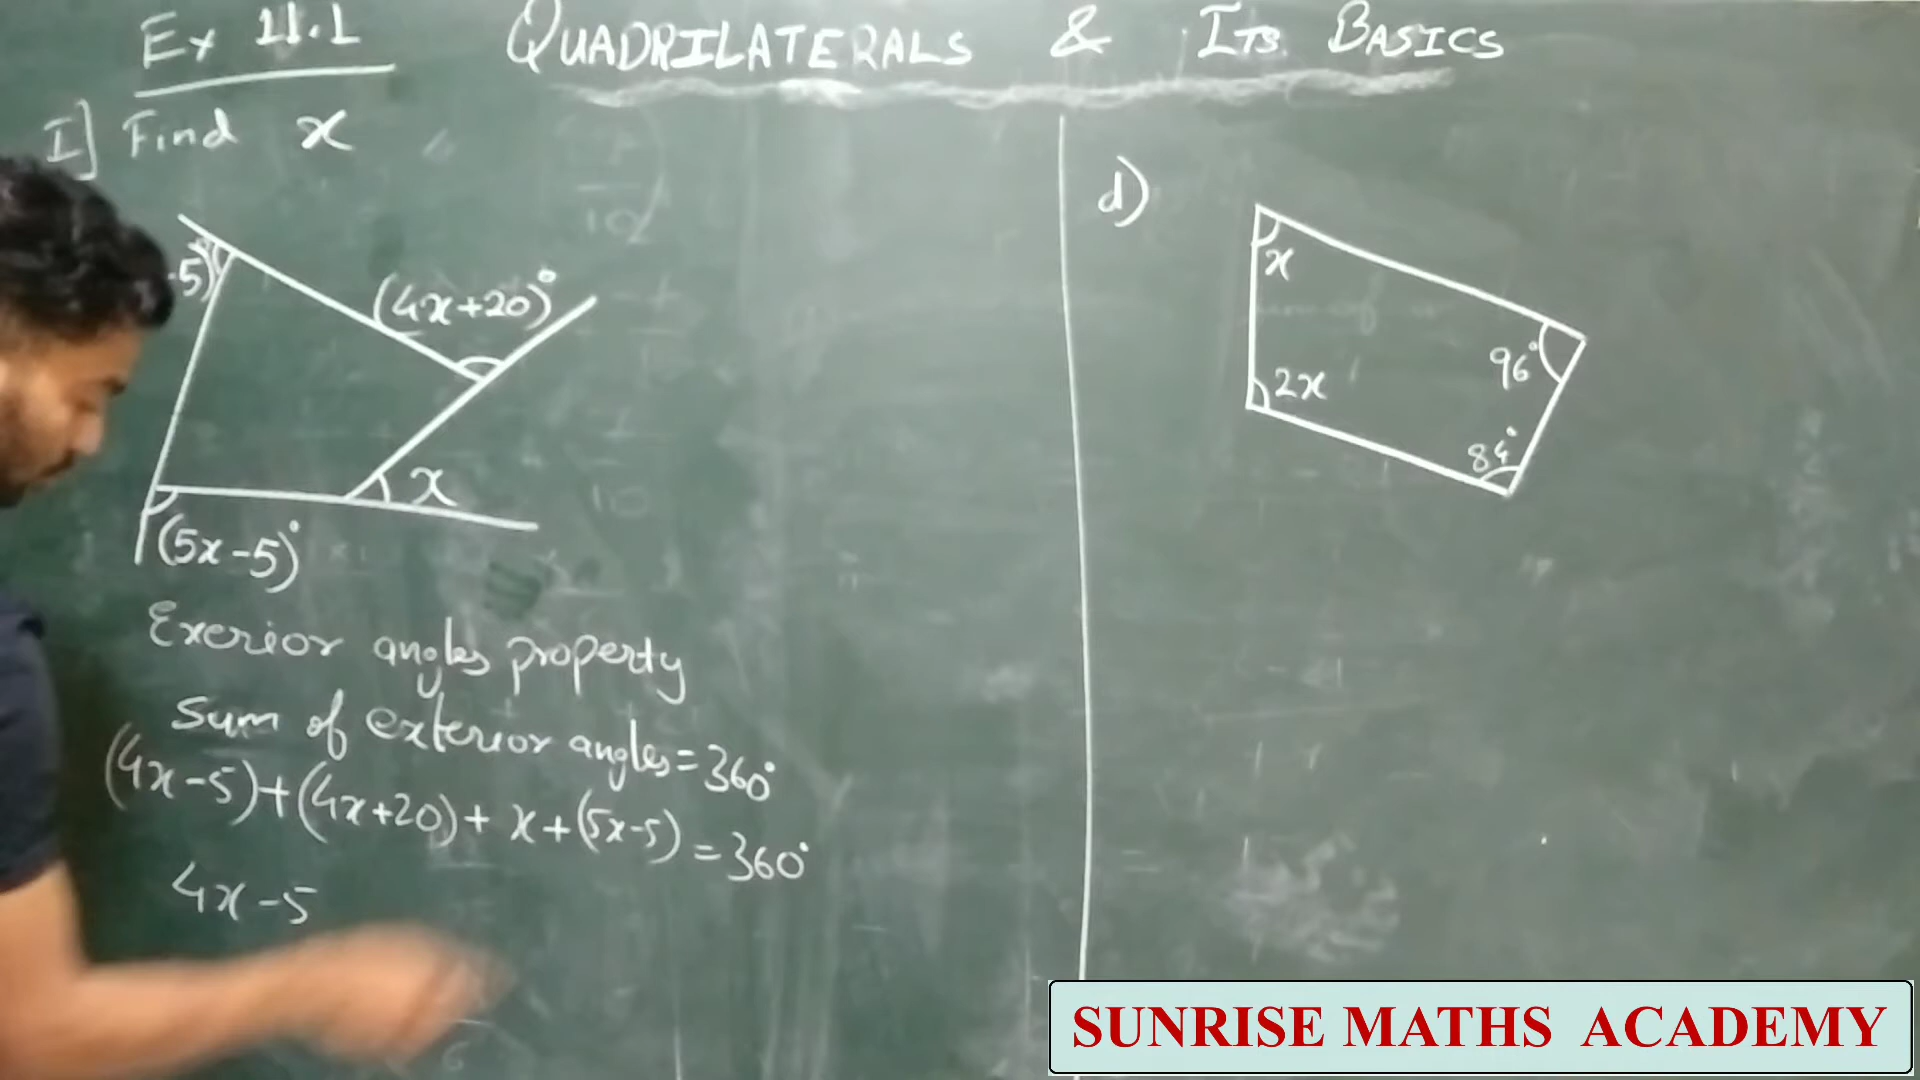 Ex 11.1
QUADRILATERALS & ITS BASICS
I] Find x
-5)
(4x+20)°
x
(5x-5)°
Exerior angles property
Sum of exterior angles = 360°
(4x-5)+(4x+20)+ x+(5x-5) = 360°
4x-5
d)
x
96°
2x
84°
SUNRISE MATHS ACADEMY